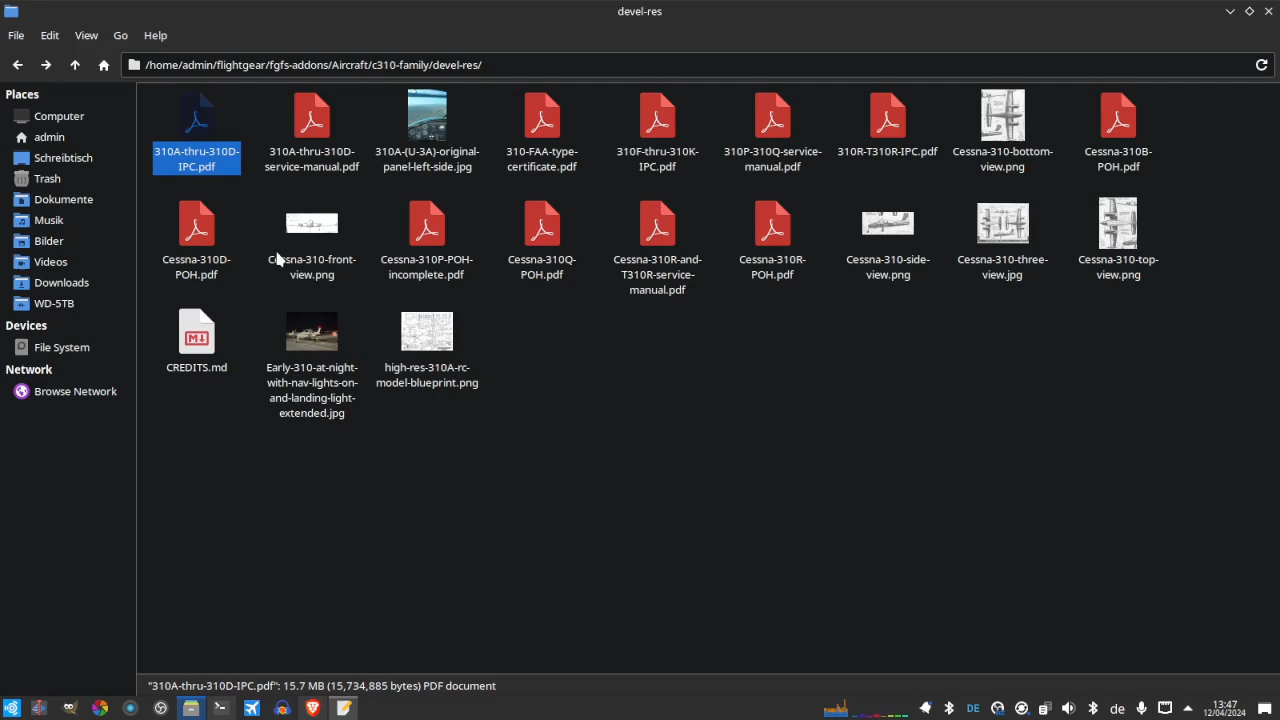 devel-res
File Edit View Go Help
/home/admin/flightgear/fgfs-addons/Aircraft/c310-family/devel-res/
Places
Computer
admin
Schreibtisch
Trash
Dokumente
Musik
Bilder
Videos
Downloads
WD-5TB
Devices
File System
Network
Browse Network
310A-thru-310D-
IPC.pdf
310A-thru-310D-
service-manual.pdf
310A-(U-3A)-original-
panel-left-side.jpg
310-FAA-type-
certificate.pdf
310F-thru-310K-
IPC.pdf
310P-310Q-service-
manual.pdf
310R-T310R-IPC.pdf
Cessna-310-bottom-
view.png
Cessna-310B-
POH.pdf
Cessna-310D-
POH.pdf
Cessna-310-front-
view.png
Cessna-310P-POH-
incomplete.pdf
Cessna-310Q-
POH.pdf
Cessna-310R-and-
T310R-service-
manual.pdf
Cessna-310R-
POH.pdf
Cessna-310-side-
view.png
Cessna-310-three-
view.jpg
Cessna-310-top-
view.png
CREDITS.md
Early-310-at-night-
with-nav-lights-on-
and-landing-light-
extended.jpg
high-res-310A-rc-
model-blueprint.png
"310A-thru-310D-IPC.pdf": 15.7 MB (15,734,885 bytes) PDF document
DE
de
13:47
12/04/2024